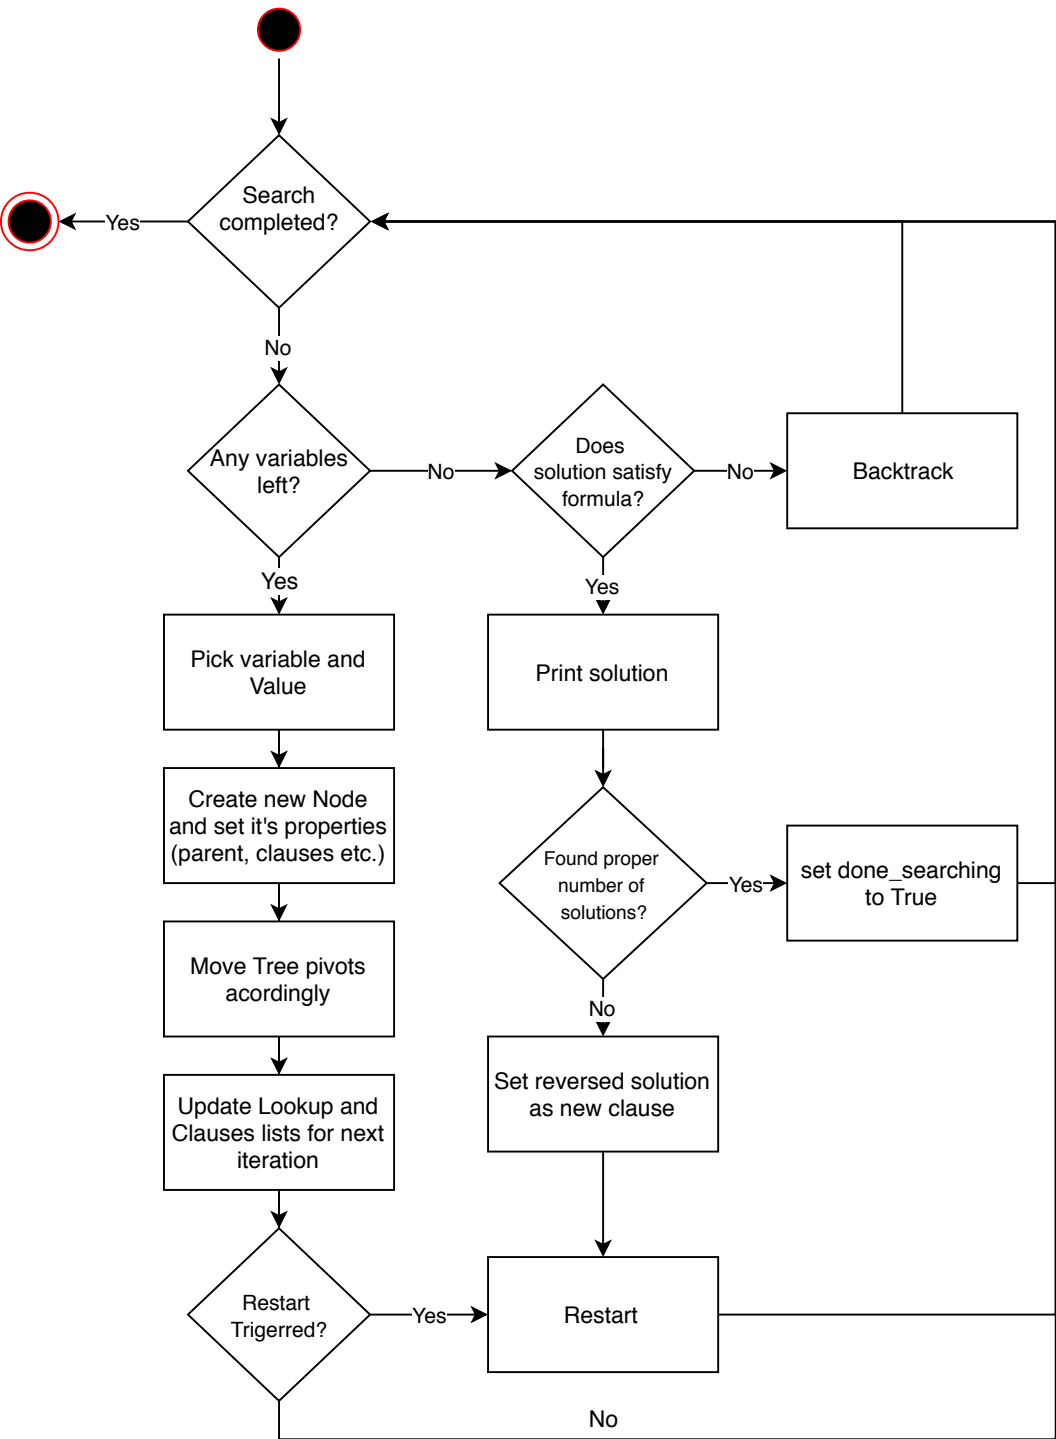 Search
completed?
Yes
No
Any variables
left?
No
Does
solution satisfy
formula?
No
Backtrack
Yes
Yes
Pick variable and
Value
Print solution
Create new Node
and set it's properties
(parent, clauses etc.)
Found proper
number of
solutions?
Yes
set done_searching
to True
Move Tree pivots
acordingly
No
Set reversed solution
as new clause
Update Lookup and
Clauses lists for next
iteration
Restart
Trigerred?
Yes
Restart
No